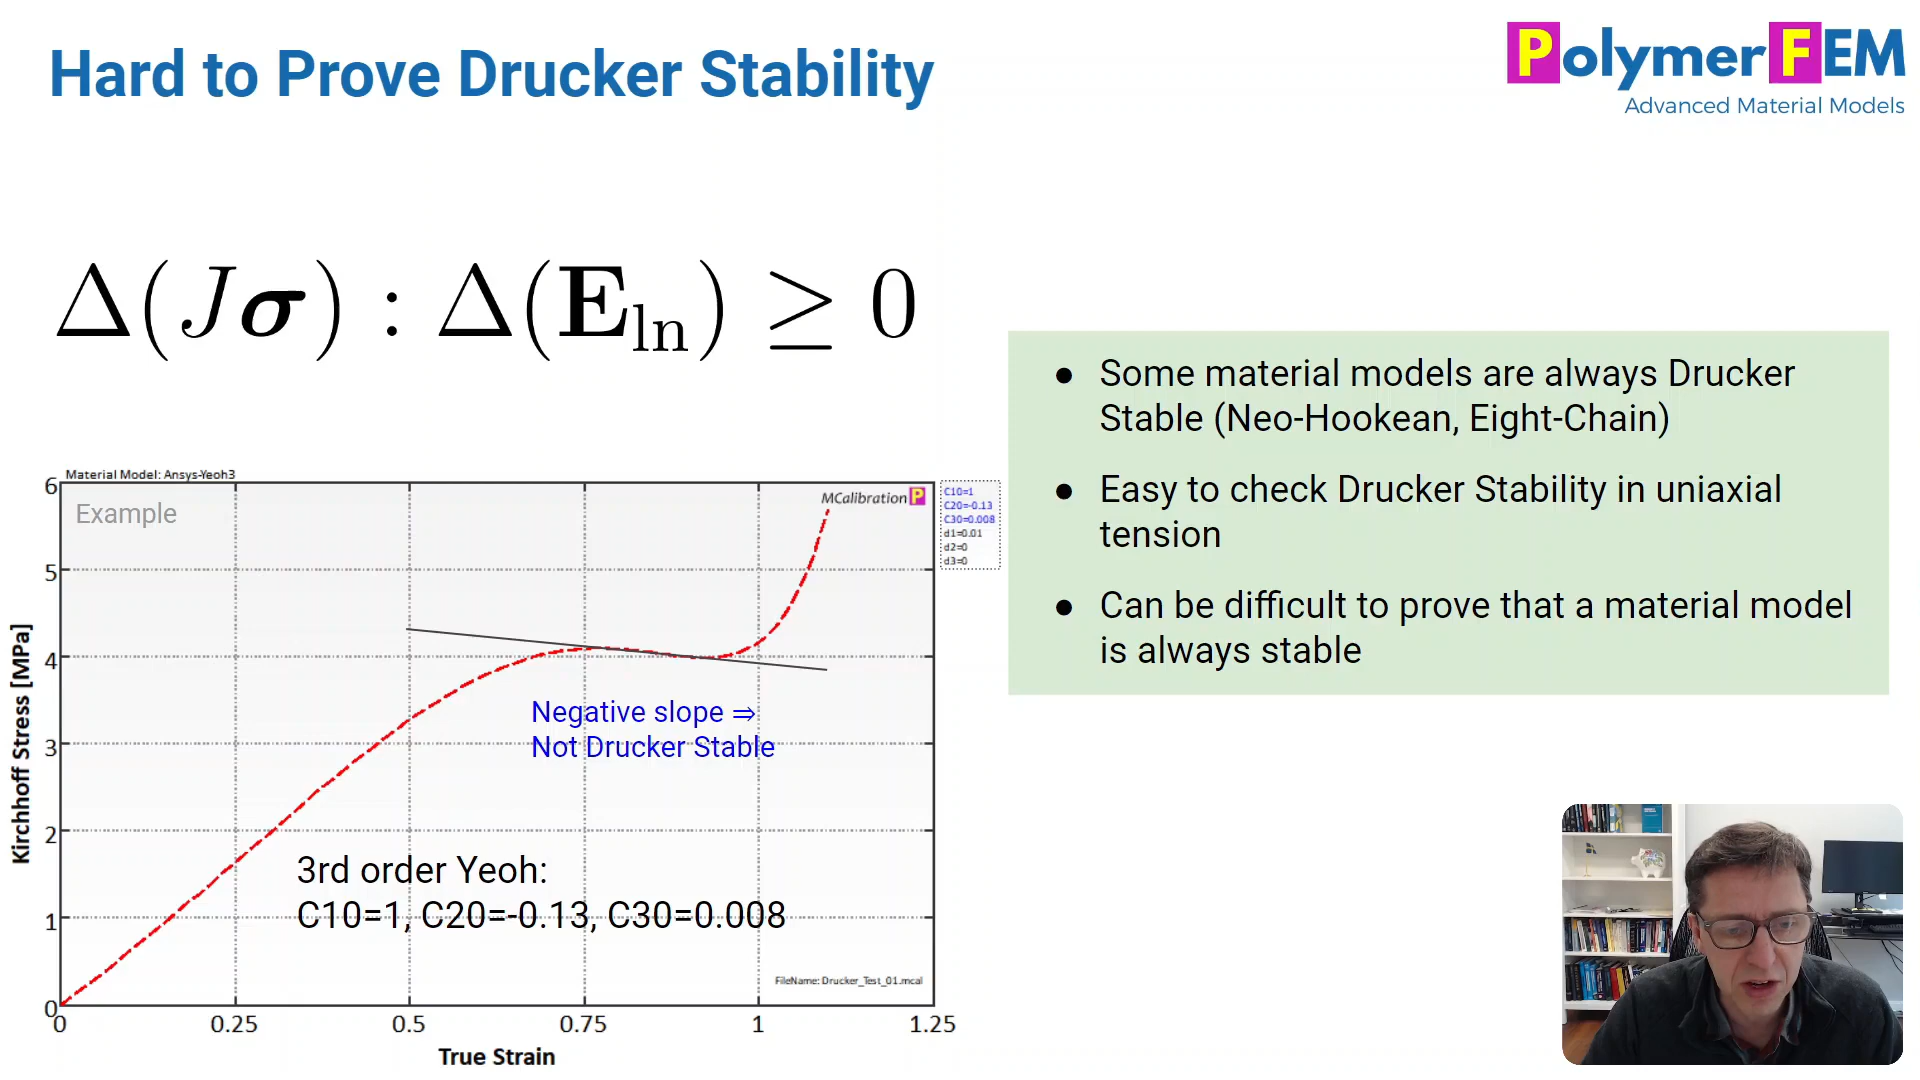 Hard to Prove Drucker Stability
PolymerFEM
Advanced Material Models
Δ(Jσ) : Δ(E_ln) ≥ 0
● Some material models are always Drucker
Stable (Neo-Hookean, Eight-Chain)
● Easy to check Drucker Stability in uniaxial
tension
● Can be difficult to prove that a material model
is always stable
Material Model: Ansys-Yeoh3
Example
MCalibration P
C10=1
C20=-0.13
C30=0.008
d1=0.01
d2=0
d3=0
6
5
4
3
2
1
0
Kirchhoff Stress [MPa]
Negative slope ⇒
Not Drucker Stable
3rd order Yeoh:
C10=1, C20=-0.13, C30=0.008
FileName: Drucker_Test_01.mcal
0 0.25 0.5 0.75 1 1.25
True Strain